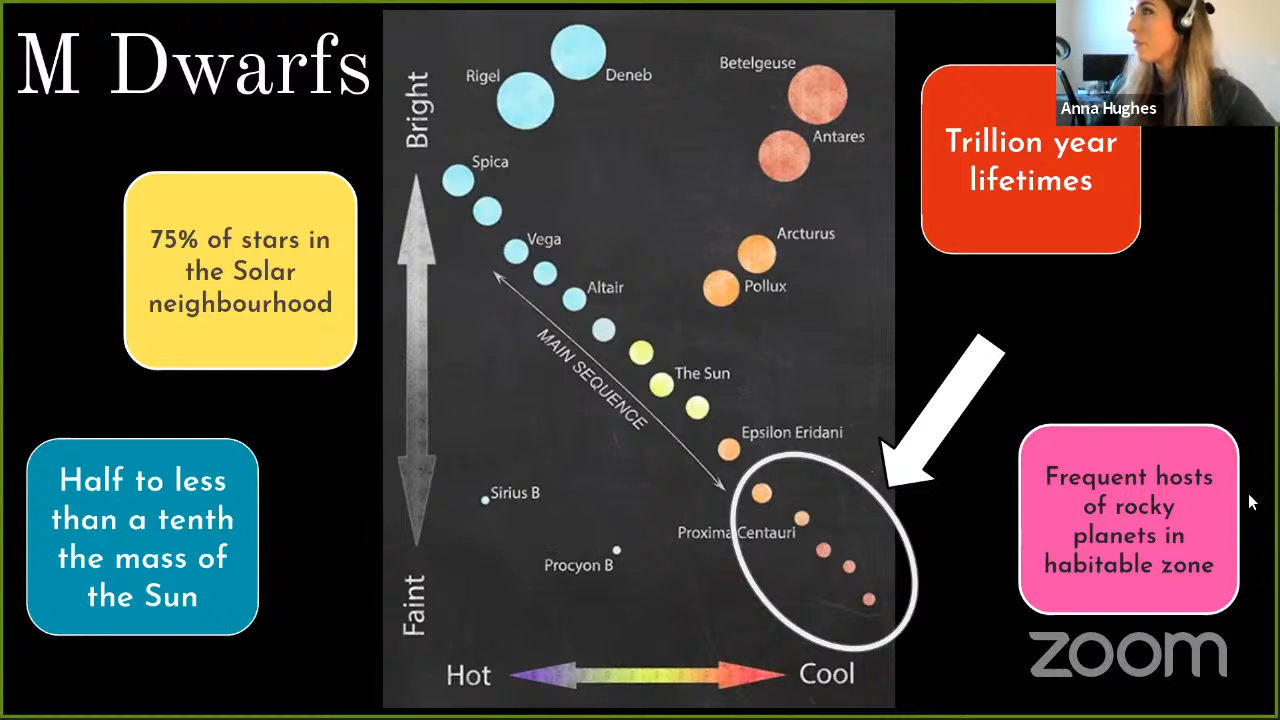 M Dwarfs
75% of stars in
the Solar
neighbourhood
Half to less
than a tenth
the mass of
the Sun
Bright
Faint
Hot
Cool
Rigel
Deneb
Betelgeuse
Antares
Spica
Vega
Arcturus
Altair
Pollux
MAIN SEQUENCE
The Sun
Epsilon Eridani
Sirius B
Proxima Centauri
Procyon B
Anna Hughes
Trillion year
lifetimes
Frequent hosts
of rocky
planets in
habitable zone
zoom